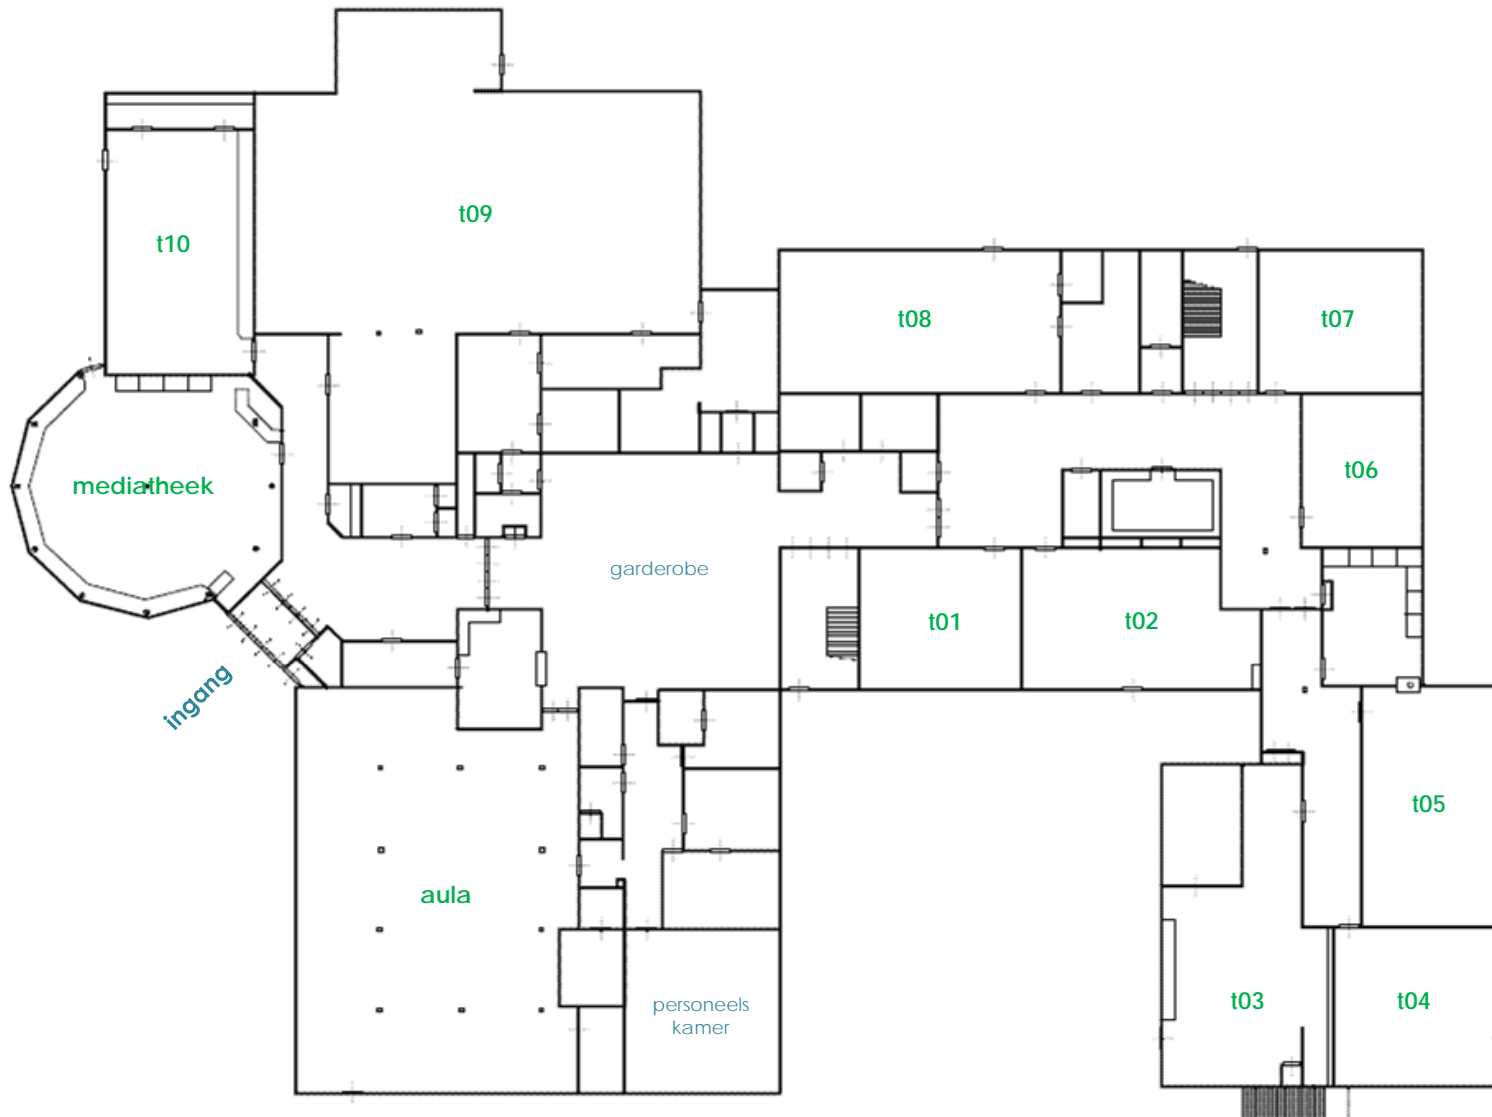 t09
t10
t08
t07
t06
mediatheek
garderobe
t01
t02
ingang
t05
aula
personeels
kamer
t03
t04